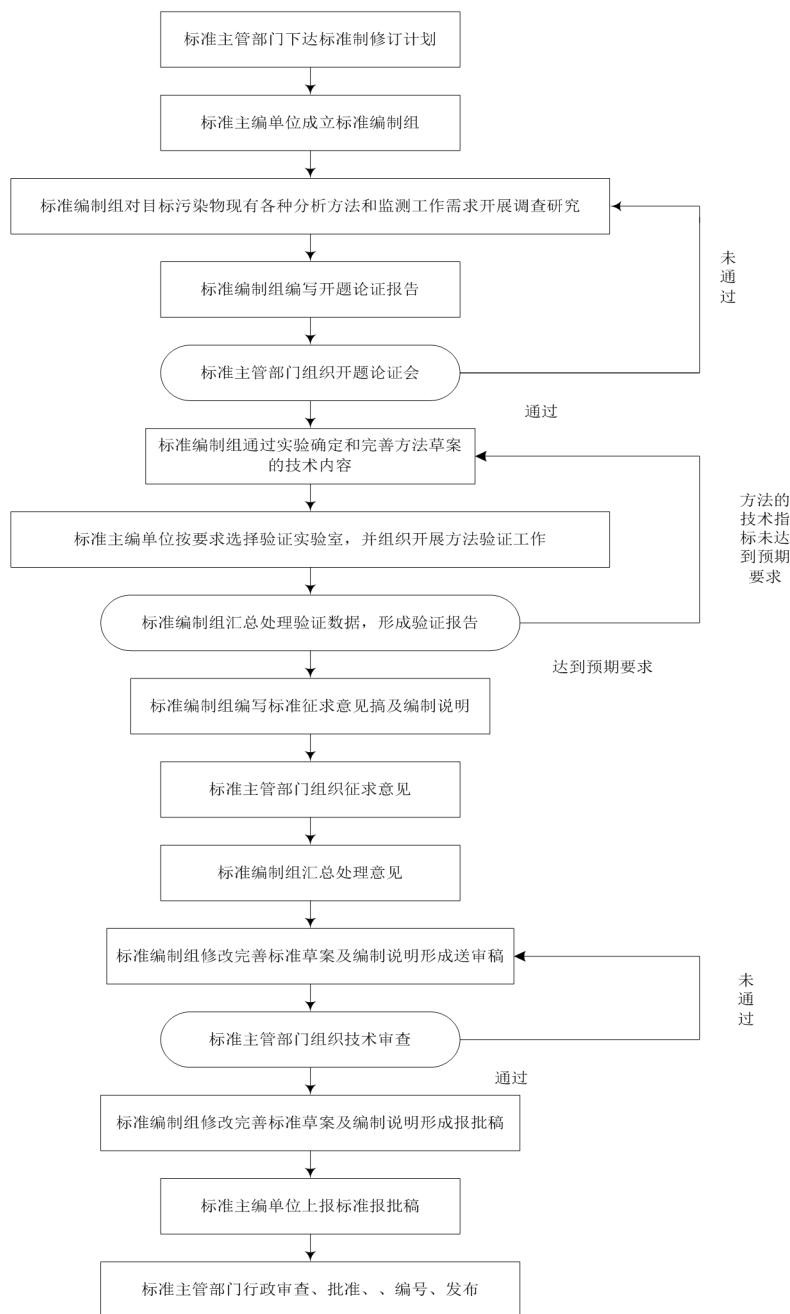 标准主管部门下达标准制修订计划
标准主编单位成立标准编制组
标准编制组对目标污染物现有各种分析方法和监测工作需求开展调查研究
未
通
过
标准编制组编写开题论证报告
标准主管部门组织开题论证会
通过
标准编制组通过实验确定和完善方法草案
的技术内容
方法的
技术指
标未达
到预期
要求
标准主编单位按要求选择验证实验室，并组织开展方法验证工作
标准编制组汇总处理验证数据，形成验证报告
达到预期要求
标准编制组编写标准征求意见搞及编制说明
标准主管部门组织征求意见
标准编制组汇总处理意见
标准编制组修改完善标准草案及编制说明形成送审稿
未
通
过
标准主管部门组织技术审查
通过
标准编制组修改完善标准草案及编制说明形成报批稿
标准主编单位上报标准报批稿
标准主管部门行政审查、批准、、编号、发布